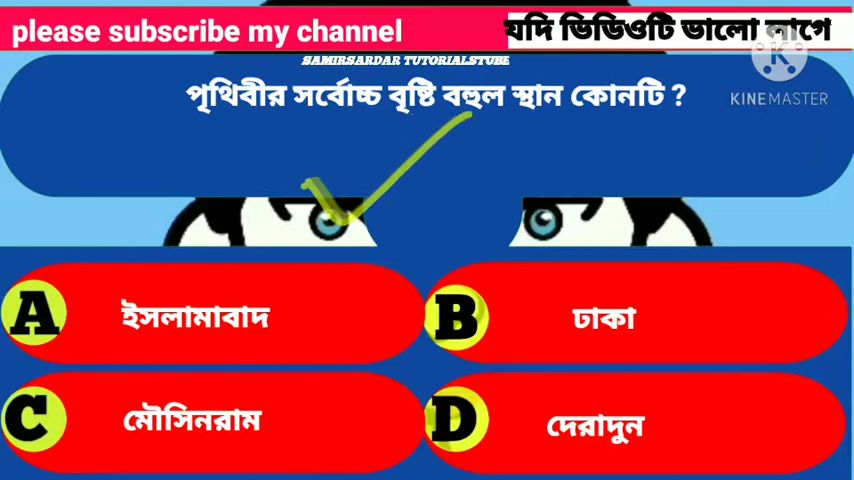 please subscribe my channel
যদি ভিডিওটি ভালো লাগে
SAMIRSARDAR TUTORIALSTUBE
KINEMASTER
পৃথিবীর সর্বোচ্চ বৃষ্টি বহুল স্থান কোনটি ?
A ইসলামাবাদ
B ঢাকা
C মৌসিনরাম
D দেরাদুন